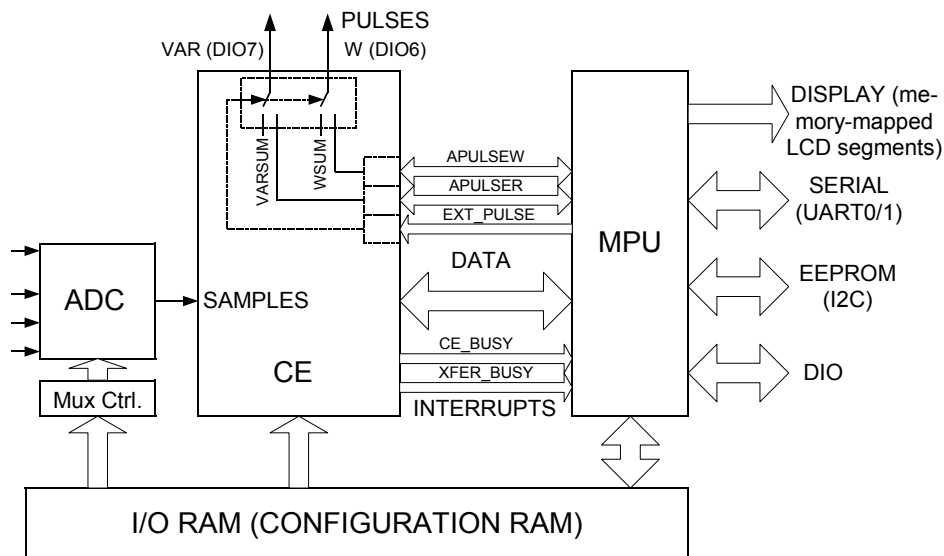 PULSES
VAR (DIO7)
W (DIO6)
DISPLAY (me-
mory-mapped
LCD segments)
VARSUM
WSUM
APULSEW
APULSER
EXT_PULSE
SERIAL
(UART0/1)
MPU
DATA
ADC
SAMPLES
EEPROM
(I2C)
CE_BUSY
XFER_BUSY
INTERRUPTS
CE
DIO
Mux Ctrl.
I/O RAM (CONFIGURATION RAM)